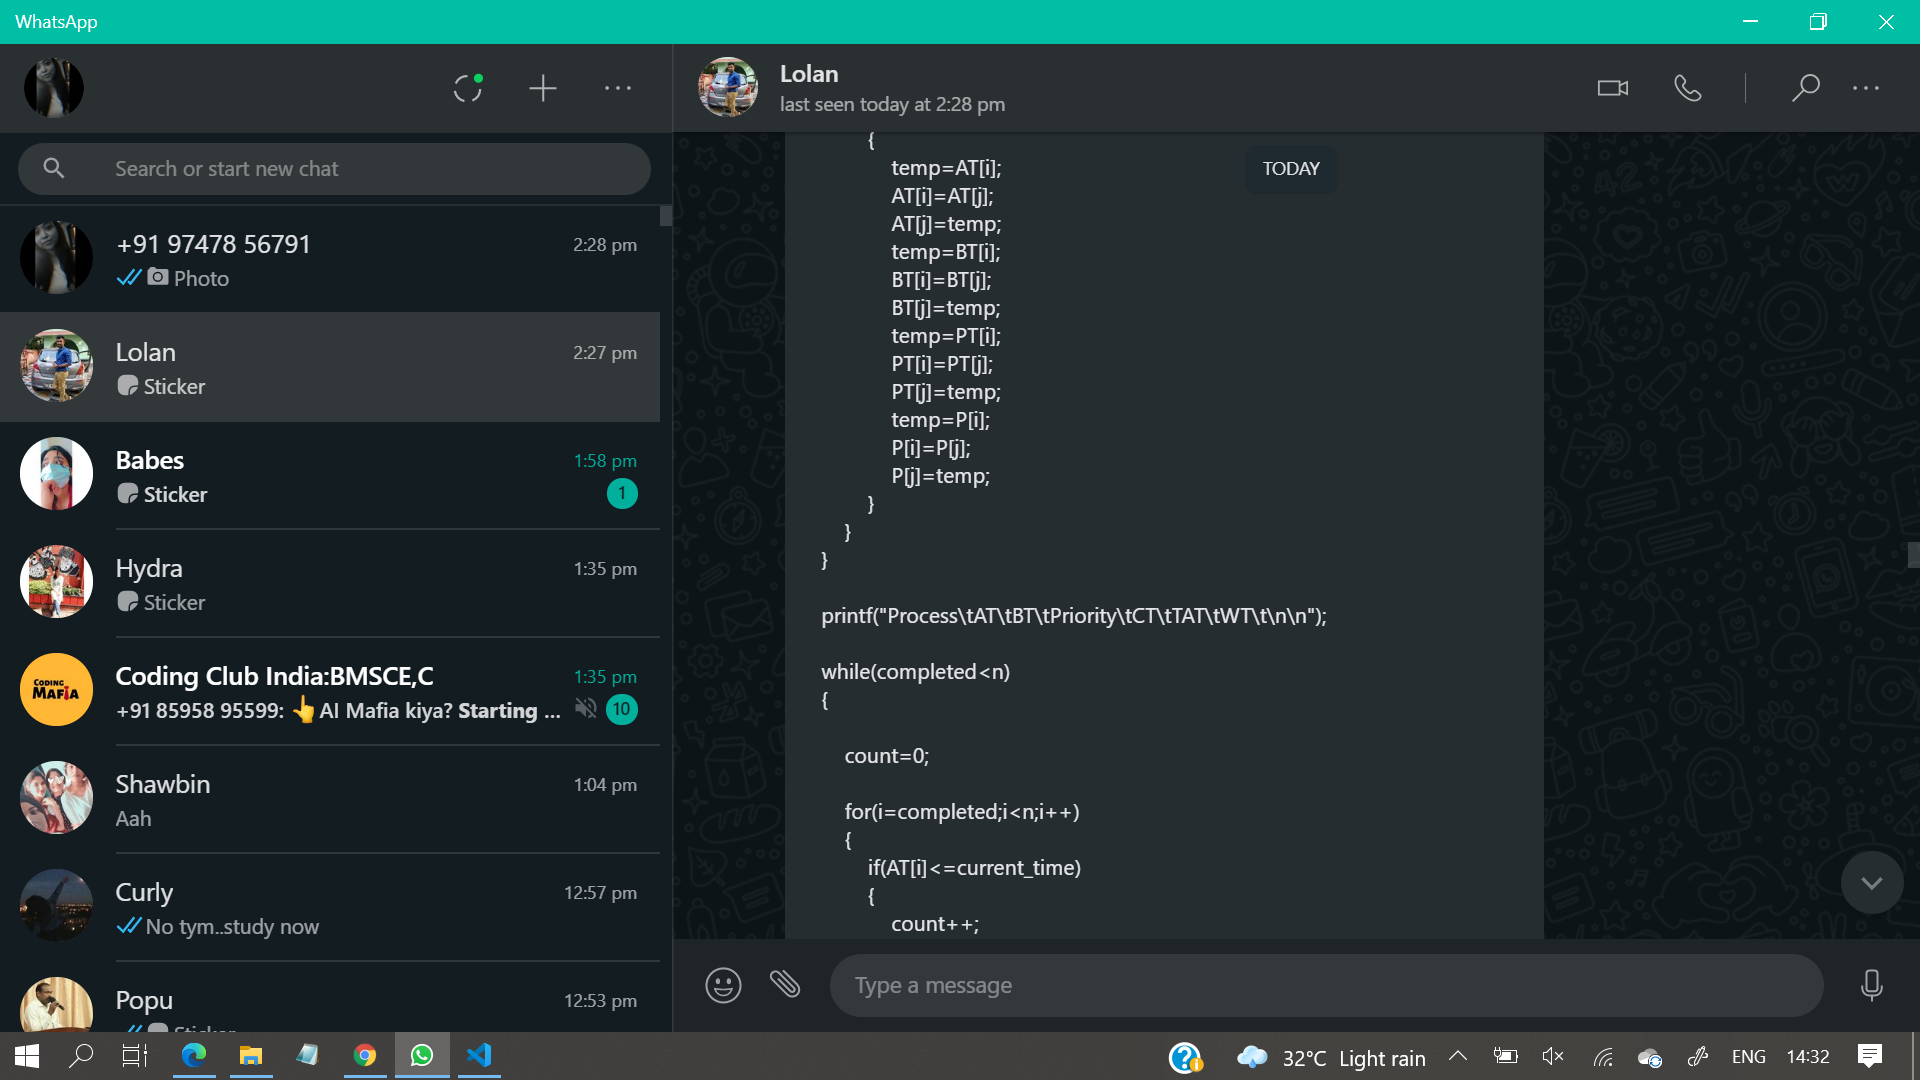 WhatsApp
Search or start new chat
+91 97478 56791
2:28 pm
Photo
Lolan
2:27 pm
Sticker
Babes
1:58 pm
Sticker
1
Hydra
1:35 pm
Sticker
CODING
MAFIA
Coding Club India:BMSCE,C
1:35 pm
+91 85958 95599: 👆AI Mafia kiya? Starting ...
10
Shawbin
1:04 pm
Aah
Curly
12:57 pm
No tym..study now
Popu
12:53 pm
Sticker
Lolan
last seen today at 2:28 pm
TODAY
{
temp=AT[i];
AT[i]=AT[j];
AT[j]=temp;
temp=BT[i];
BT[i]=BT[j];
BT[j]=temp;
temp=PT[i];
PT[i]=PT[j];
PT[j]=temp;
temp=P[i];
P[i]=P[j];
P[j]=temp;
}
}
}
printf("Process\tAT\tBT\tPriority\tCT\tTAT\tWT\t\n\n");
while(completed<n)
{
count=0;
for(i=completed;i<n;i++)
{
if(AT[i]<=current_time)
{
count++;
Type a message
32°C Light rain
ENG
14:32